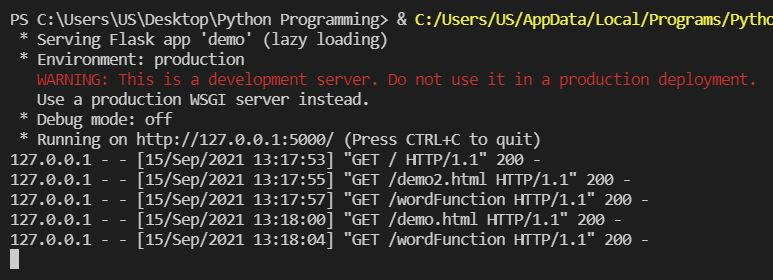 PS C:\Users\US\Desktop\Python Programming> & C:/Users/US/AppData/Local/Programs/Pytho
* Serving Flask app 'demo' (lazy loading)
* Environment: production
WARNING: This is a development server. Do not use it in a production deployment.
Use a production WSGI server instead.
* Debug mode: off
* Running on http://127.0.0.1:5000/ (Press CTRL+C to quit)
127.0.0.1 - - [15/Sep/2021 13:17:53] "GET / HTTP/1.1" 200 -
127.0.0.1 - - [15/Sep/2021 13:17:55] "GET /demo2.html HTTP/1.1" 200 -
127.0.0.1 - - [15/Sep/2021 13:17:57] "GET /wordFunction HTTP/1.1" 200 -
127.0.0.1 - - [15/Sep/2021 13:18:00] "GET /demo.html HTTP/1.1" 200 -
127.0.0.1 - - [15/Sep/2021 13:18:04] "GET /wordFunction HTTP/1.1" 200 -